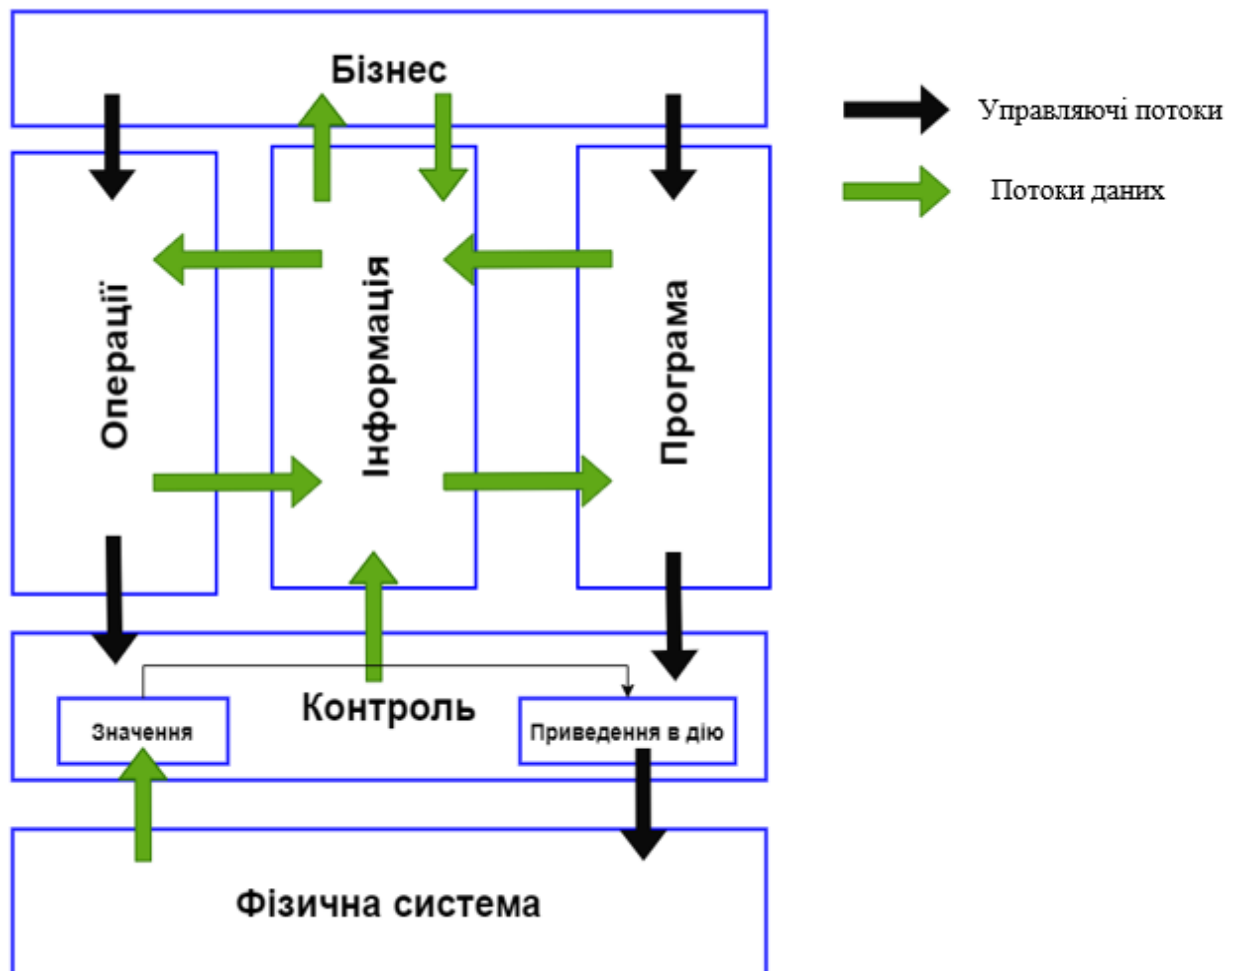 Бізнес
Управляючі потоки
Потоки даних
Операції
Інформація
Програма
Контроль
Значення
Приведення в дію
Фізична система